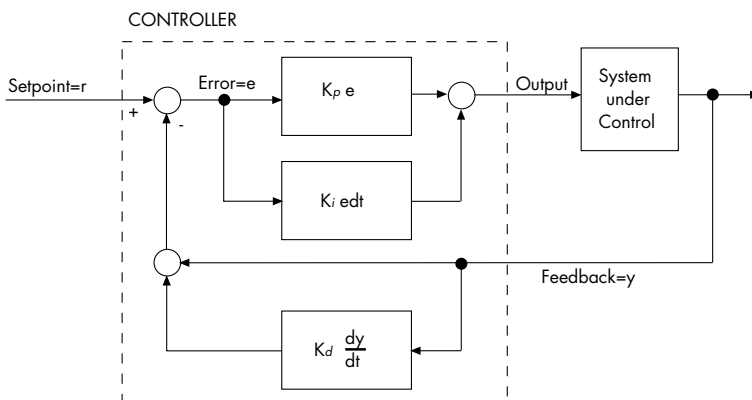 CONTROLLER
Setpoint=r
+
-
Error=e
Kp e
Ki edt
Output
System
under
Control
Feedback=y
Kd dy/dt